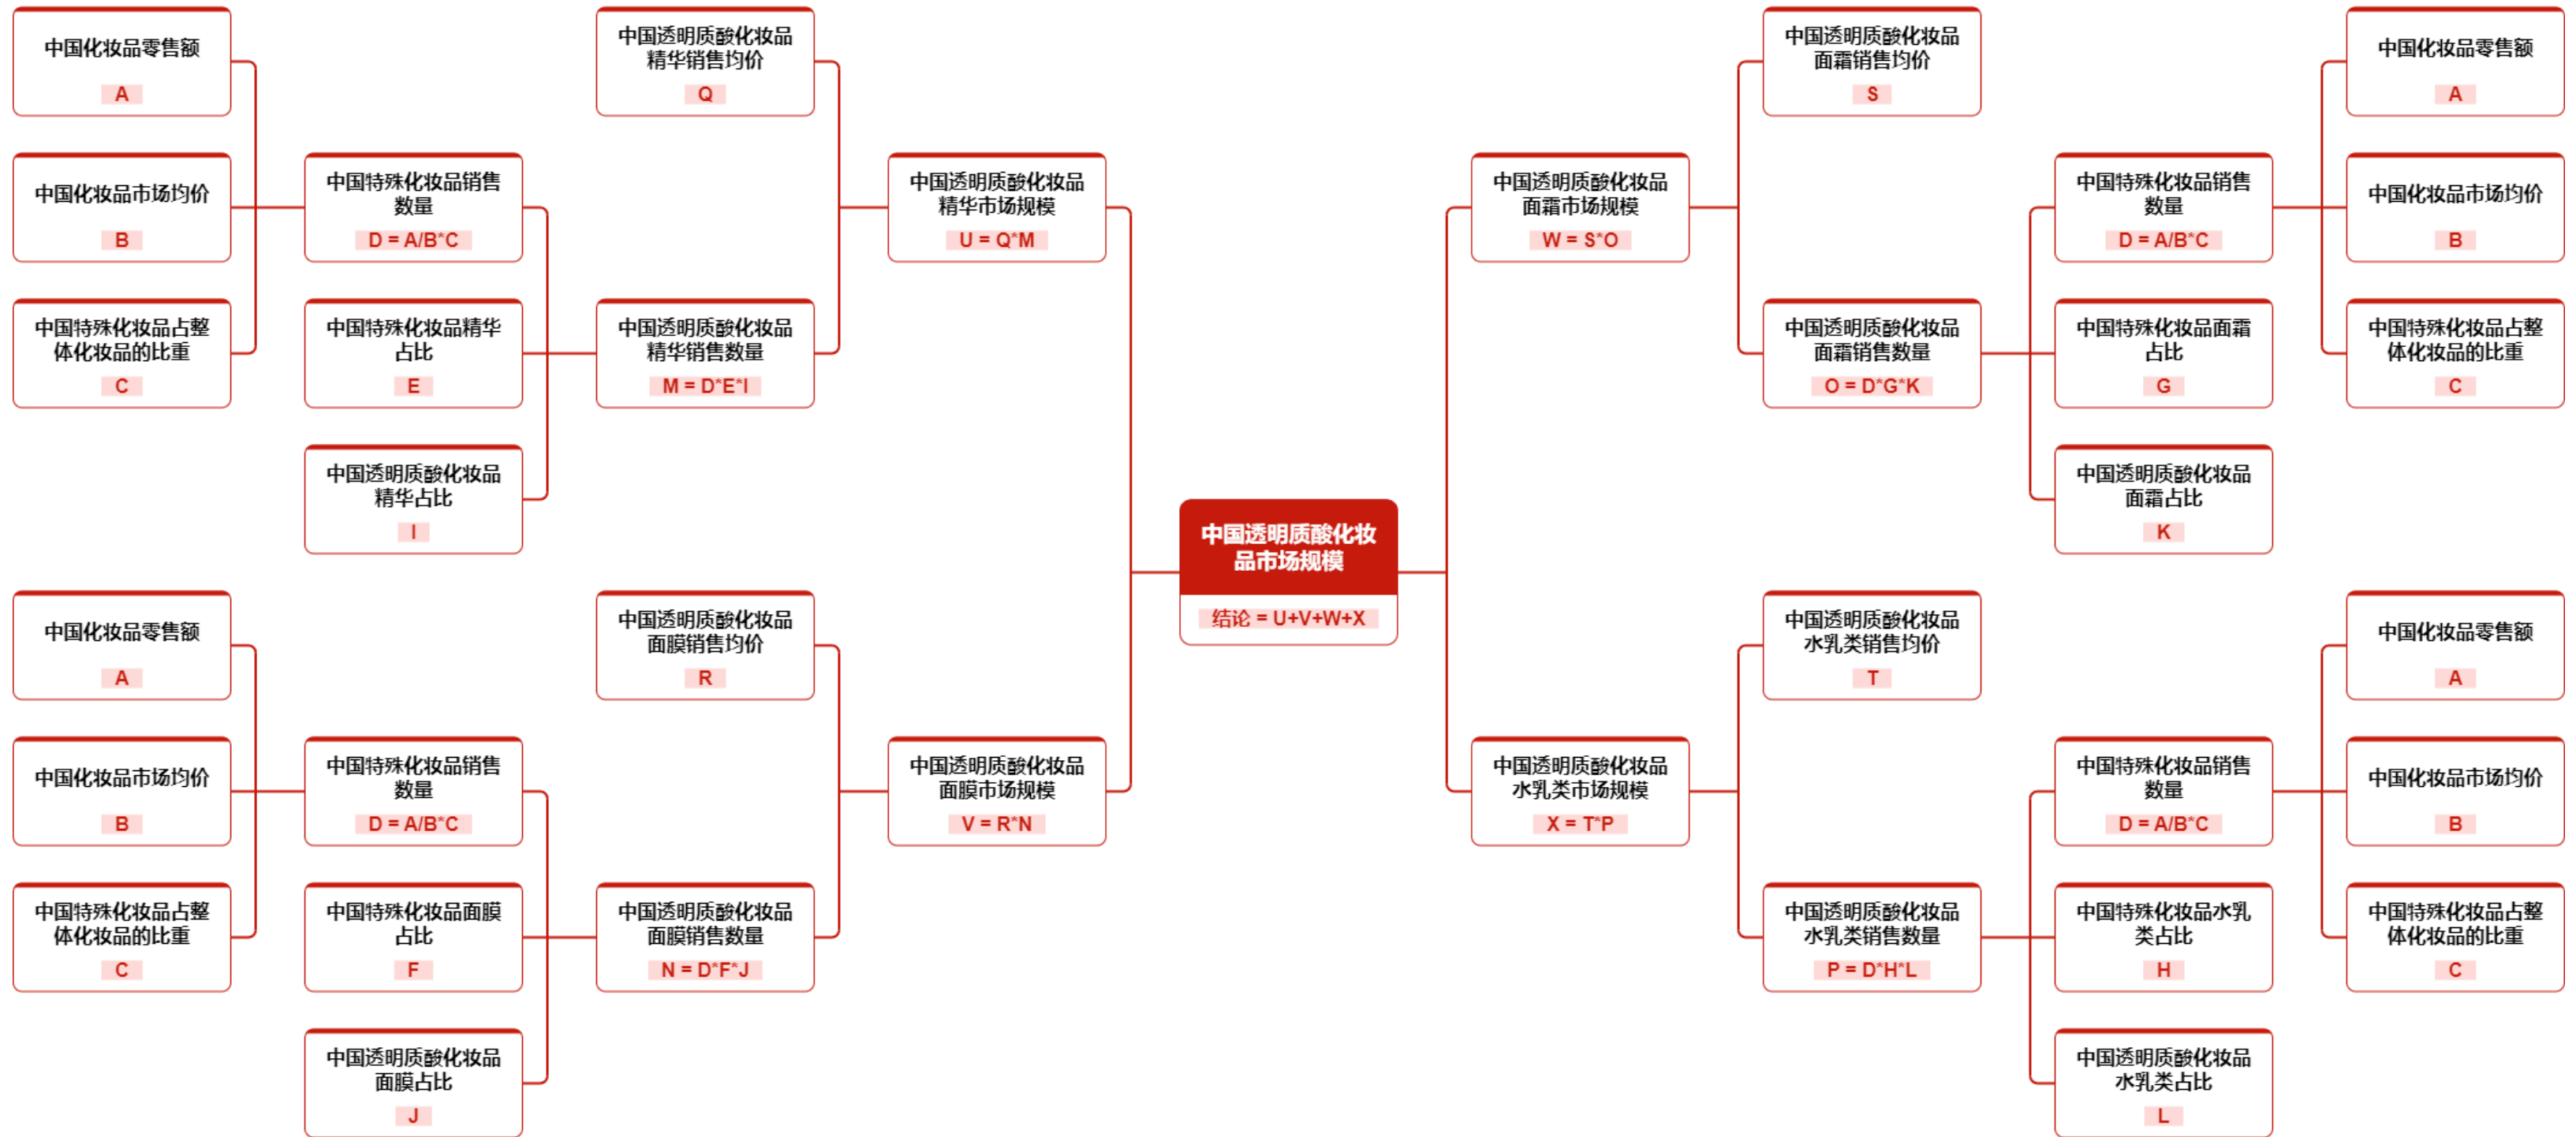 中国化妆品零售额
A
中国化妆品市场均价
B
中国特殊化妆品占整
体化妆品的比重
C
中国特殊化妆品销售
数量
D = A/B*C
中国特殊化妆品精华
占比
E
中国透明质酸化妆品
精华占比
I
中国透明质酸化妆品
精华销售均价
Q
中国透明质酸化妆品
精华销售数量
M = D*E*I
中国透明质酸化妆品
精华市场规模
U = Q*M
中国化妆品零售额
A
中国化妆品市场均价
B
中国特殊化妆品占整
体化妆品的比重
C
中国特殊化妆品销售
数量
D = A/B*C
中国特殊化妆品面膜
占比
F
中国透明质酸化妆品
面膜占比
J
中国透明质酸化妆品
面膜销售均价
R
中国透明质酸化妆品
面膜销售数量
N = D*F*J
中国透明质酸化妆品
面膜市场规模
V = R*N
中国透明质酸化妆
品市场规模
结论 = U+V+W+X
中国透明质酸化妆品
面霜市场规模
W = S*O
中国透明质酸化妆品
面霜销售均价
S
中国透明质酸化妆品
面霜销售数量
O = D*G*K
中国特殊化妆品销售
数量
D = A/B*C
中国特殊化妆品面霜
占比
G
中国透明质酸化妆品
面霜占比
K
中国化妆品零售额
A
中国化妆品市场均价
B
中国特殊化妆品占整
体化妆品的比重
C
中国透明质酸化妆品
水乳类市场规模
X = T*P
中国透明质酸化妆品
水乳类销售均价
T
中国透明质酸化妆品
水乳类销售数量
P = D*H*L
中国特殊化妆品销售
数量
D = A/B*C
中国特殊化妆品水乳
类占比
H
中国透明质酸化妆品
水乳类占比
L
中国化妆品零售额
A
中国化妆品市场均价
B
中国特殊化妆品占整
体化妆品的比重
C